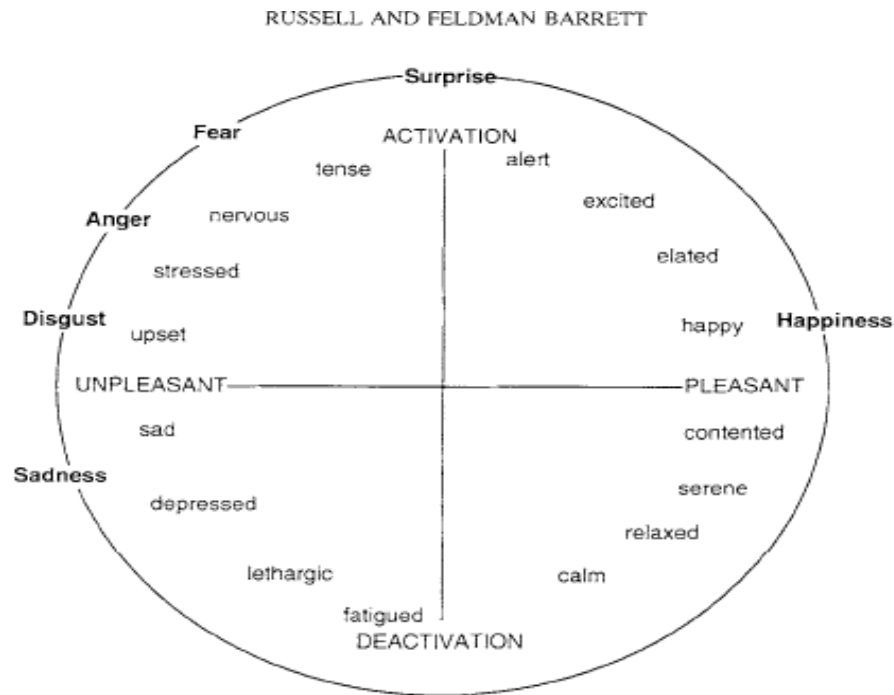 RUSSELL AND FELDMAN BARRETT
Surprise
Fear
ACTIVATION
tense
alert
excited
Anger
nervous
elated
stressed
Disgust
upset
happy
Happiness
UNPLEASANT
PLEASANT
sad
contented
Sadness
depressed
serene
relaxed
lethargic
calm
fatigued
DEACTIVATION